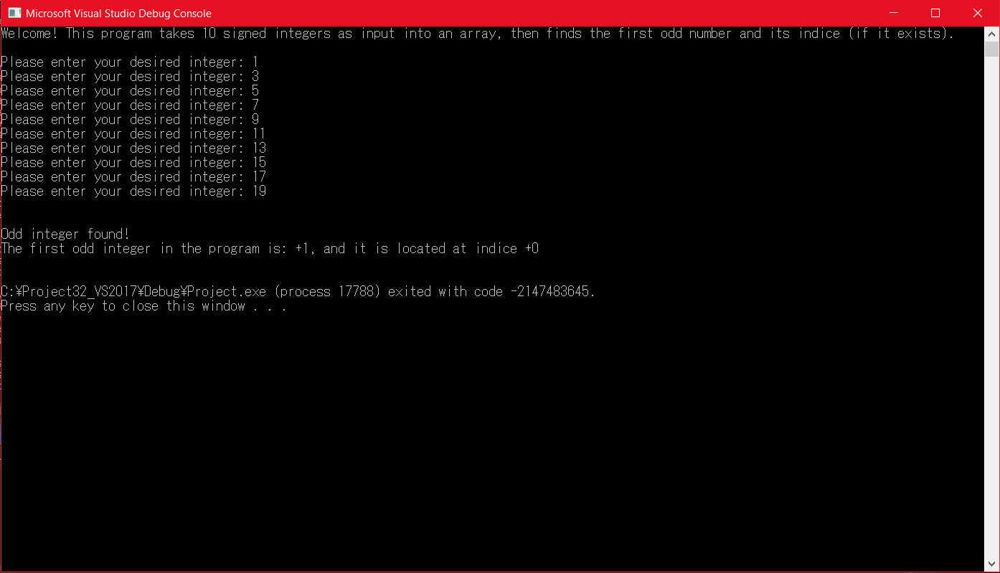 Microsoft Visual Studio Debug Console
Welcome! This program takes 10 signed integers as input into an array, then finds the first odd number and its indice (if it exists).
Please enter your desired integer: 1
Please enter your desired integer: 3
Please enter your desired integer: 5
Please enter your desired integer: 7
Please enter your desired integer: 9
Please enter your desired integer: 11
Please enter your desired integer: 13
Please enter your desired integer: 15
Please enter your desired integer: 17
Please enter your desired integer: 19
Odd integer found!
The first odd integer in the program is: +1, and it is located at indice +0
C:¥Project32_VS2017¥Debug¥Project.exe (process 17788) exited with code -2147483645.
Press any key to close this window . . .